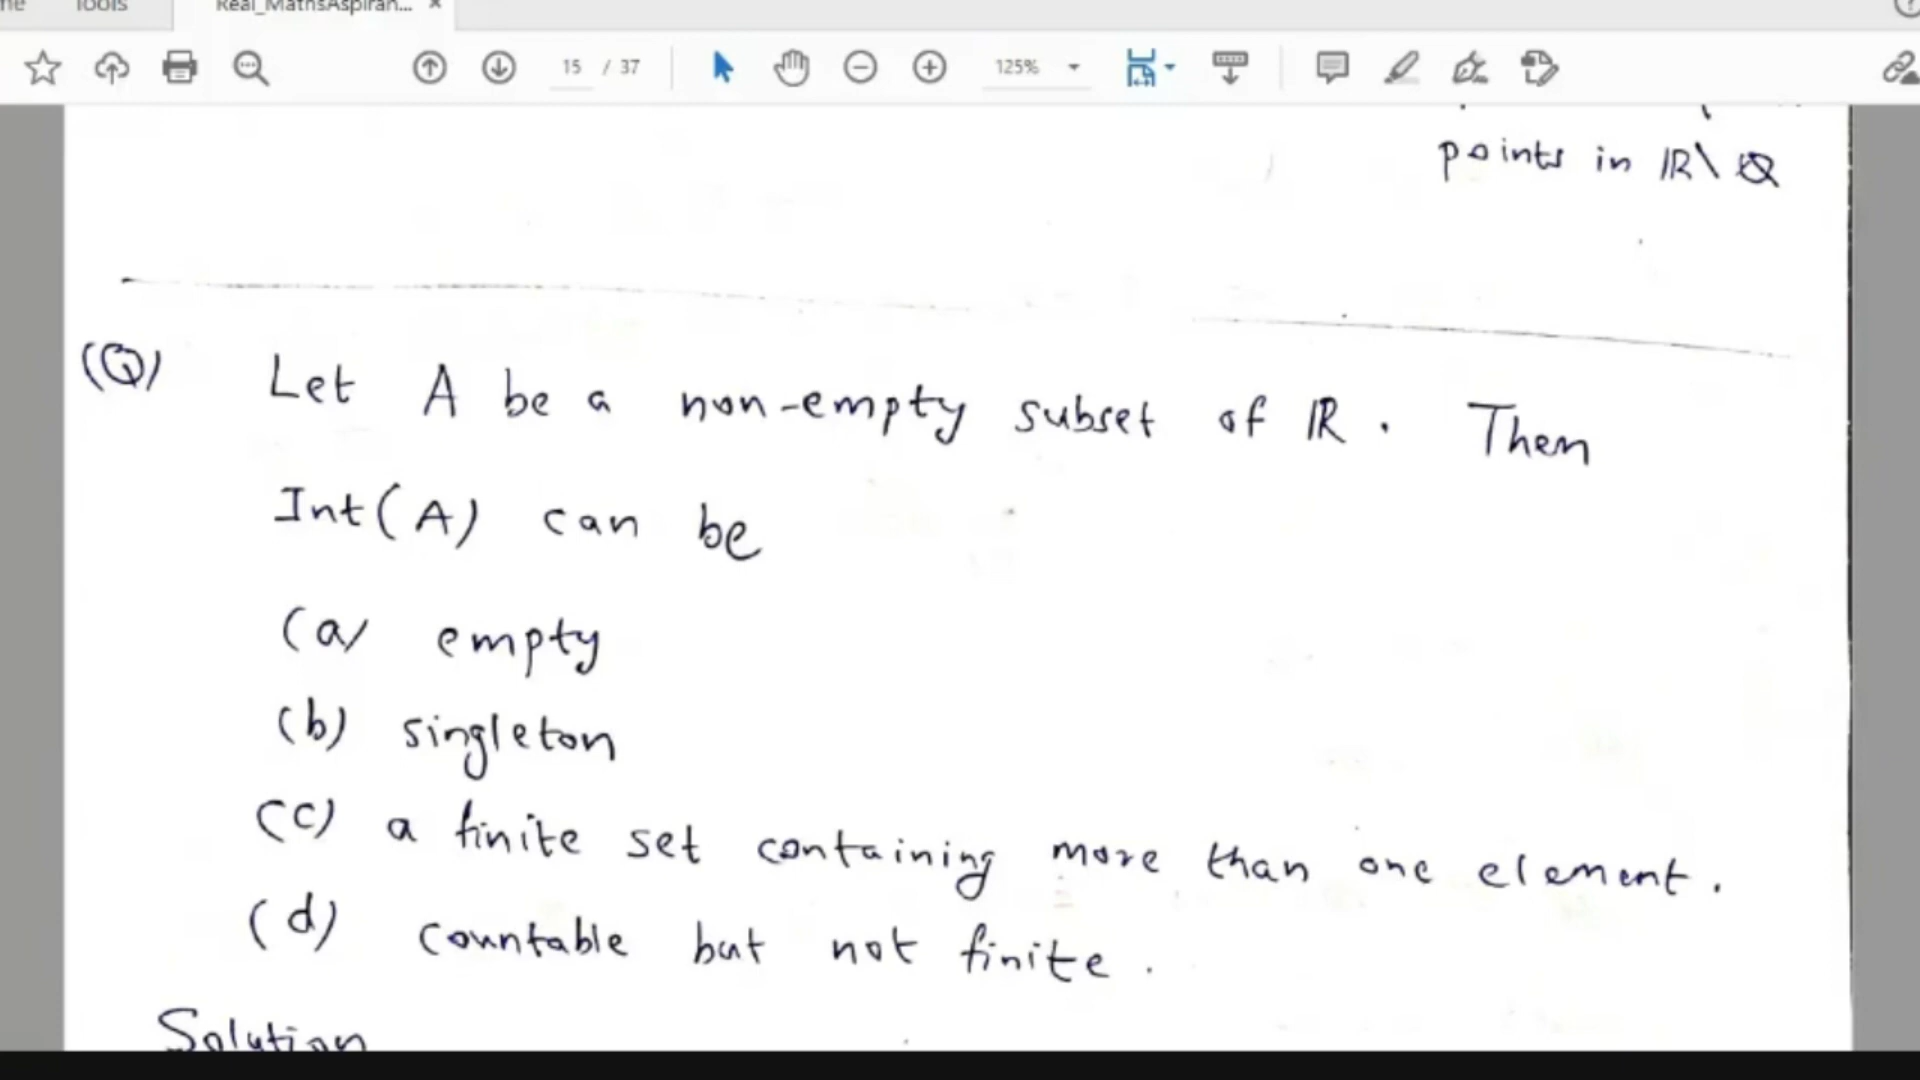 Tools
15 / 37
125%
points in ℝ\ℚ
(Q) Let A be a non-empty subset of ℝ. Then
Int(A) can be
(a) empty
(b) singleton
(c) a finite set containing more than one element.
(d) countable but not finite.
Solution